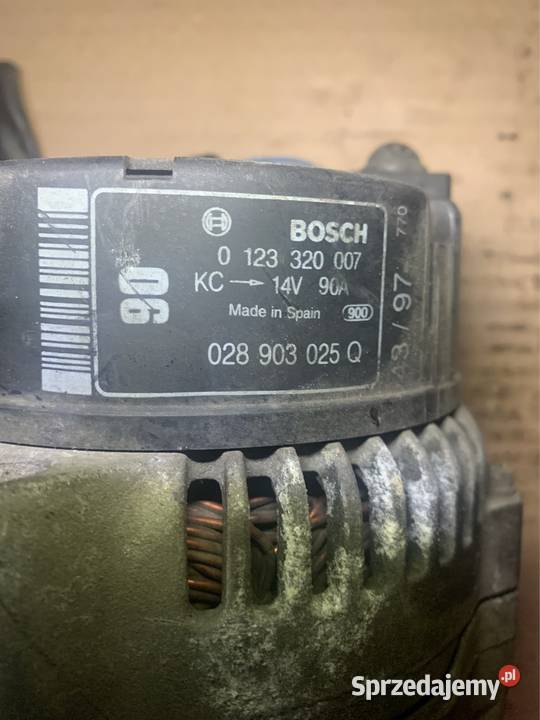 BOSCH
0 123 320 007
KC → 14V 90A
Made in Spain 900
028 903 025 Q
90
43/97
770
Sprzedajemy.pl